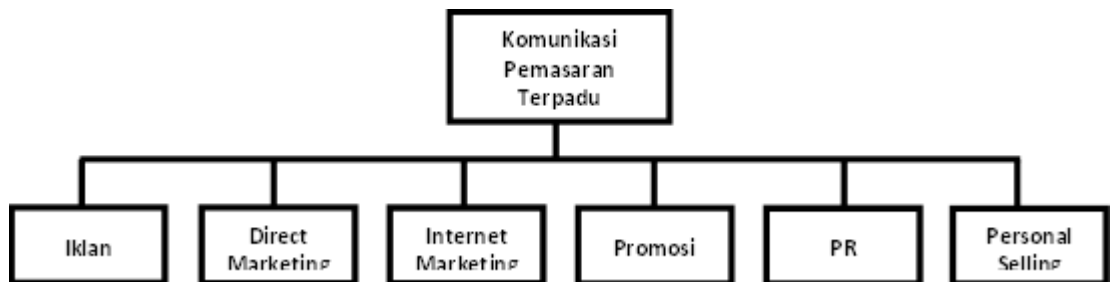 Komunikasi
Pemasaran
Terpadu
Iklan
Direct
Marketing
Internet
Marketing
Promosi
PR
Personal
Selling